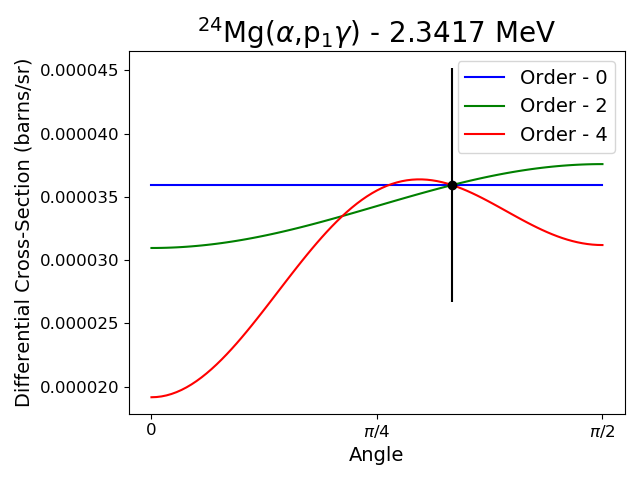 ²⁴Mg(α,p₁γ) - 2.3417 MeV
Differential Cross-Section (barns/sr)
0.000045
0.000040
0.000035
0.000030
0.000025
0.000020
Order - 0
Order - 2
Order - 4
0
π/4
π/2
Angle